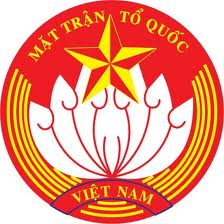 MẶT TRẬN TỔ QUỐC
VIỆT NAM